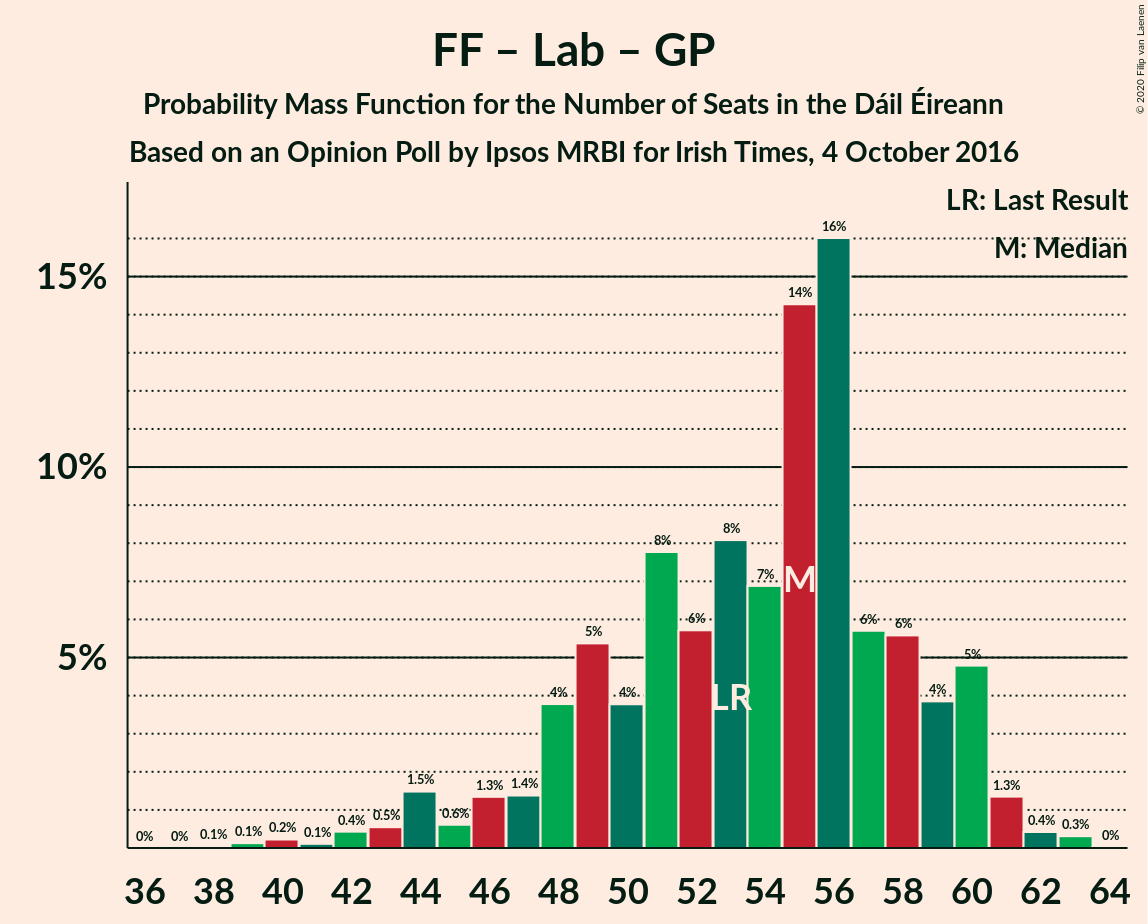 FF – Lab – GP
Probability Mass Function for the Number of Seats in the Dáil Éireann
Based on an Opinion Poll by Ipsos MRBI for Irish Times, 4 October 2016
© 2020 Filip van Laenen
LR: Last Result
M: Median
15%
10%
5%
0% 0% 0.1% 0.1% 0.2% 0.1% 0.4% 0.5% 1.5% 0.6% 1.3% 1.4% 4% 5% 4% 8% 6% 8% 7% 14% 16% 6% 6% 4% 5% 1.3% 0.4% 0.3% 0%
M
LR
36 38 40 42 44 46 48 50 52 54 56 58 60 62 64